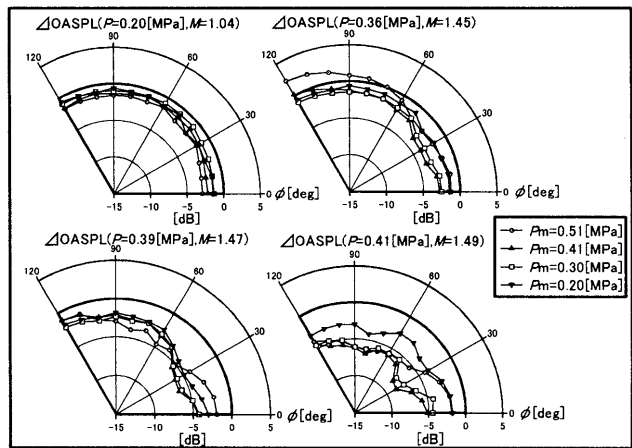 ⊿OASPL(P=0.20[MPa],M=1.04)
⊿OASPL(P=0.36[MPa],M=1.45)
120
90
60
30
0
ϕ[deg]
-15
-10
-5
0
5
[dB]
120
90
60
30
0
ϕ[deg]
-15
-10
-5
0
5
[dB]
Pm=0.51[MPa]
Pm=0.41[MPa]
Pm=0.30[MPa]
Pm=0.20[MPa]
⊿OASPL(P=0.39[MPa],M=1.47)
⊿OASPL(P=0.41[MPa],M=1.49)
120
90
60
30
0
ϕ[deg]
-15
-10
-5
0
5
[dB]
120
90
60
30
0
ϕ[deg]
-15
-10
-5
0
5
[dB]